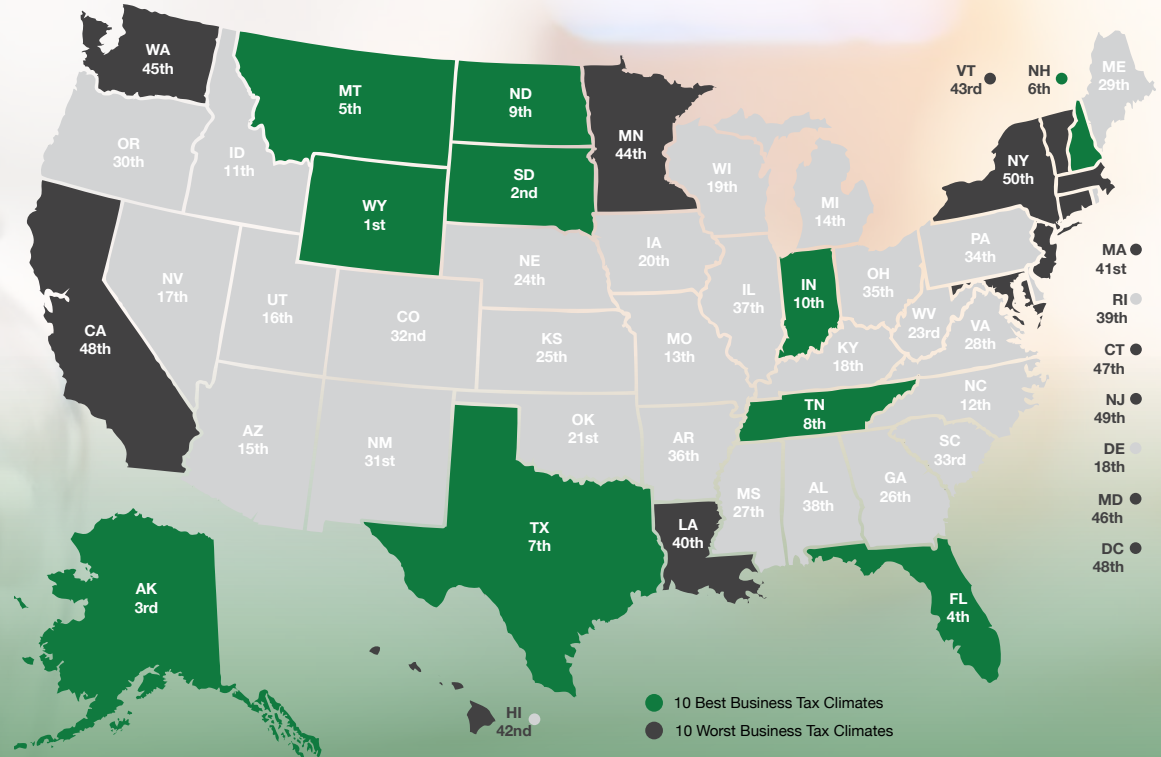 WA
45th
MT
5th
ND
9th
MN
44th
VT
43rd
NH
6th
ME
29th
OR
30th
ID
11th
SD
2nd
WI
19th
NY
50th
WY
1st
MI
14th
IA
20th
PA
34th
MA
41st
NV
17th
UT
16th
NE
24th
IL
37th
IN
10th
OH
35th
RI
39th
WV
23rd
VA
28th
CA
48th
CO
32nd
KS
25th
MO
13th
KY
18th
CT
47th
NJ
49th
TN
8th
NC
12th
AZ
15th
NM
31st
OK
21st
AR
36th
SC
33rd
DE
18th
MS
27th
AL
38th
GA
26th
MD
46th
TX
7th
LA
40th
DC
48th
AK
3rd
FL
4th
HI
42nd
10 Best Business Tax Climates
10 Worst Business Tax Climates